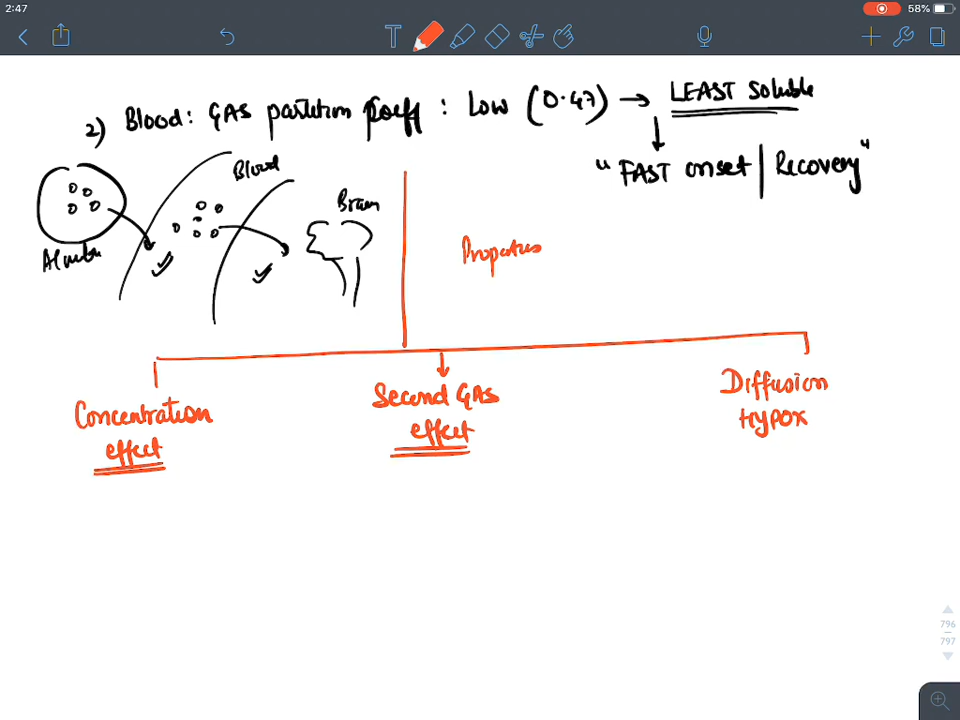 2:47
58%
T
2) Blood: GAS partition Coeff : Low (0.47) → LEAST Soluble
"FAST onset | Recovery"
Blood
Brain
Properties
Concentration effect
Second GAS effect
Diffusion Hypox
796
797